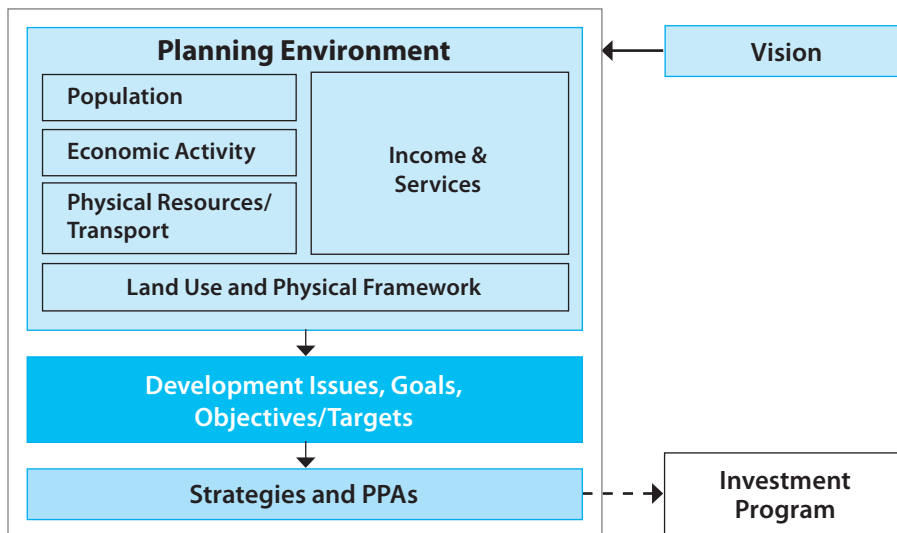 Planning Environment
Vision
Population
Economic Activity
Physical Resources/
Transport
Income &
Services
Land Use and Physical Framework
Development Issues, Goals,
Objectives/Targets
Strategies and PPAs
Investment
Program